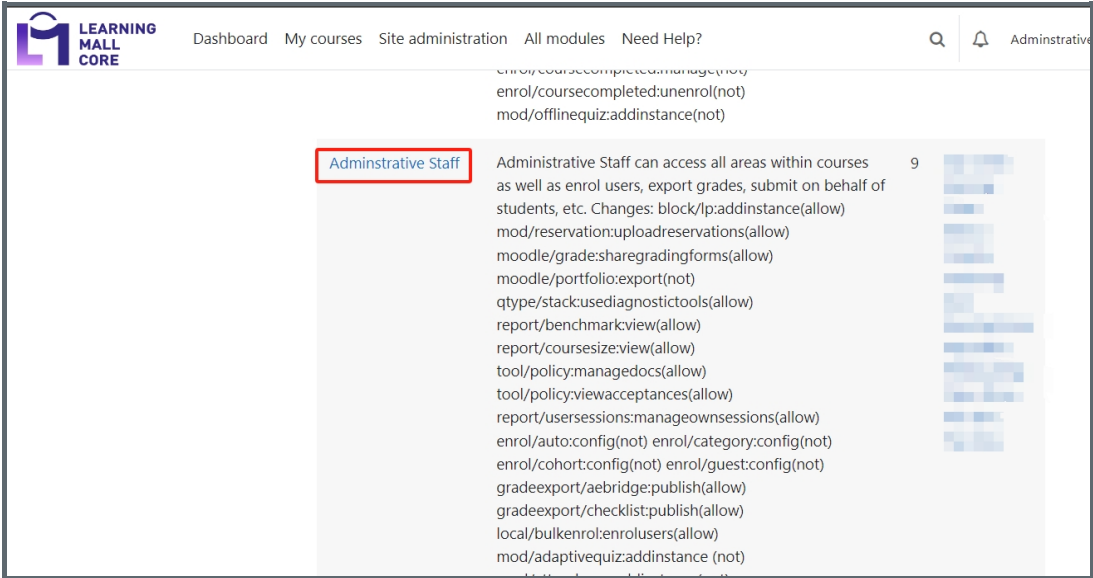 LEARNING
MALL
CORE
Dashboard My courses Site administration All modules Need Help?
Adminstrative
enrol/coursecompleted:manage(not)
enrol/coursecompleted:unenrol(not)
mod/offlinequiz:addinstance(not)
Adminstrative Staff
Administrative Staff can access all areas within courses
as well as enrol users, export grades, submit on behalf of
students, etc. Changes: block/lp:addinstance(allow)
mod/reservation:uploadreservations(allow)
moodle/grade:sharegradingforms(allow)
moodle/portfolio:export(not)
qtype/stack:usediagnostictools(allow)
report/benchmark:view(allow)
report/coursesize:view(allow)
tool/policy:managedocs(allow)
tool/policy:viewacceptances(allow)
report/usersessions:manageownsessions(allow)
enrol/auto:config(not) enrol/category:config(not)
enrol/cohort:config(not) enrol/guest:config(not)
gradeexport/aebridge:publish(allow)
gradeexport/checklist:publish(allow)
local/bulkenrol:enrolusers(allow)
mod/adaptivequiz:addinstance (not)
9